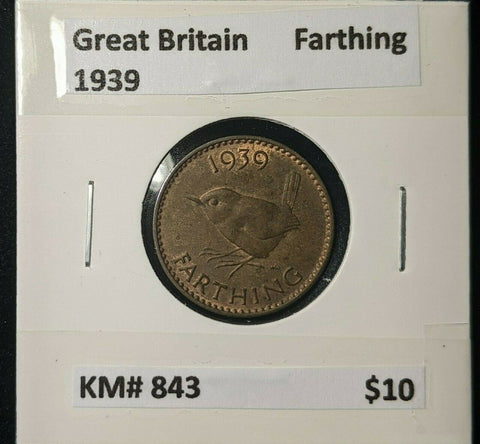 Great Britain Farthing
1939
1939
FARTHING
KM# 843 $10